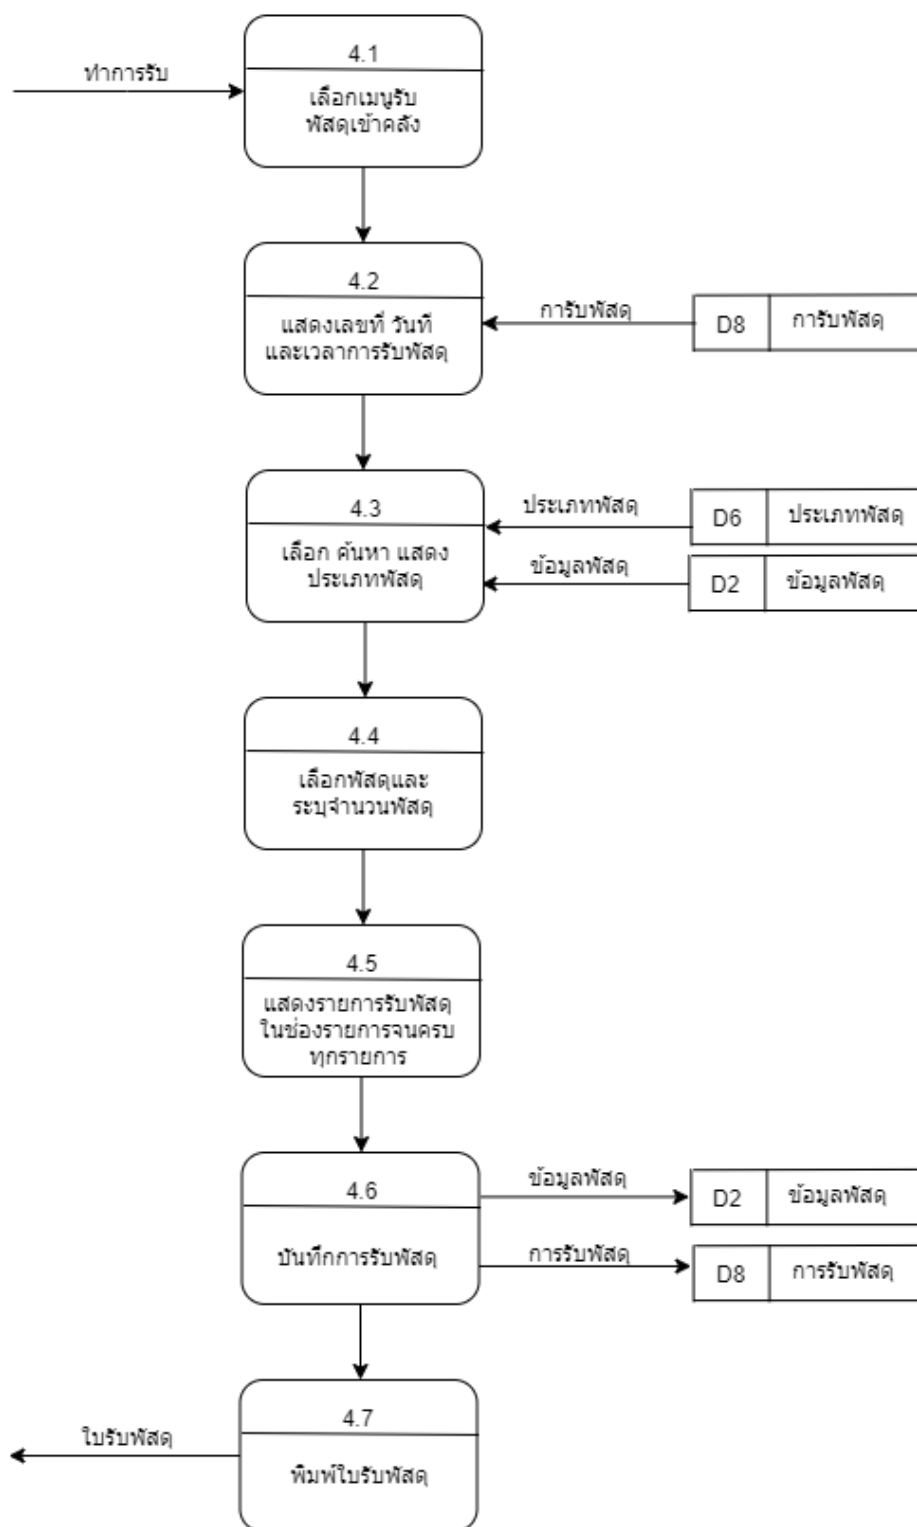 4.1
ทำการรับ
เลือกเมนูรับ
พัสดุเข้าคลัง
4.2
การับพัสดุ
D8
การับพัสดุ
แสดงเลขที่ วันที่
และเวลาการรับพัสดุ
4.3
ประเภทพัสดุ
D6
ประเภทพัสดุ
เลือก ค้นหา แสดง
ประเภทพัสดุ
ข้อมูลพัสดุ
D2
ข้อมูลพัสดุ
4.4
เลือกพัสดุและ
ระบุจำนวนพัสดุ
4.5
แสดงรายการรับพัสดุ
ในช่องรายการจนครบ
ทุกรายการ
4.6
ข้อมูลพัสดุ
D2
ข้อมูลพัสดุ
บันทึกการรับพัสดุ
การรับพัสดุ
D8
การรับพัสดุ
4.7
ใบรับพัสดุ
พิมพ์ใบรับพัสดุ